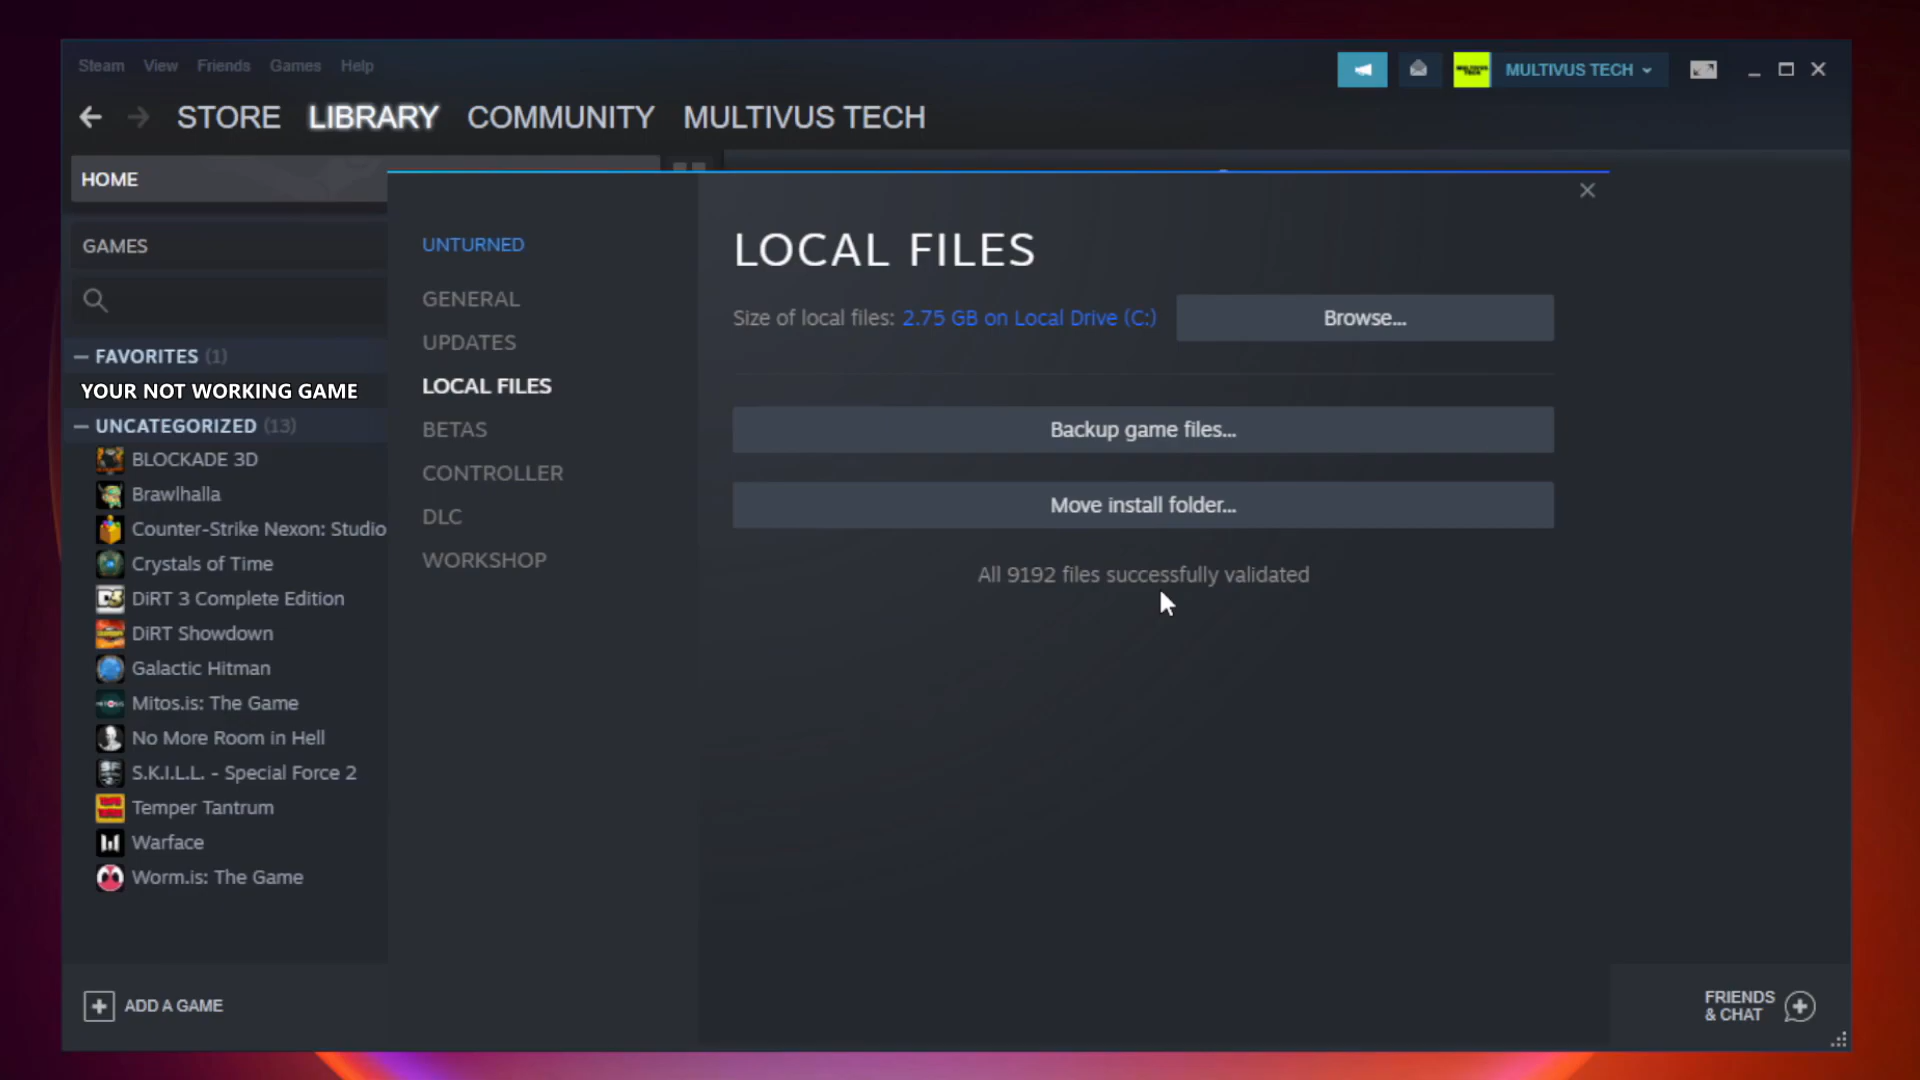 Steam View Friends Games Help
MULTIVUS TECH
STORE LIBRARY COMMUNITY MULTIVUS TECH
HOME
GAMES
FAVORITES (1)
YOUR NOT WORKING GAME
UNCATEGORIZED (13)
BLOCKADE 3D
Brawlhalla
Counter-Strike Nexon: Studio
Crystals of Time
DiRT 3 Complete Edition
DiRT Showdown
Galactic Hitman
Mitos.is: The Game
No More Room in Hell
S.K.I.L.L. - Special Force 2
Temper Tantrum
Warface
Worm.is: The Game
ADD A GAME
UNTURNED
GENERAL
UPDATES
LOCAL FILES
BETAS
CONTROLLER
DLC
WORKSHOP
LOCAL FILES
Size of local files: 2.75 GB on Local Drive (C:)
Browse...
Backup game files...
Move install folder...
All 9192 files successfully validated
FRIENDS
& CHAT